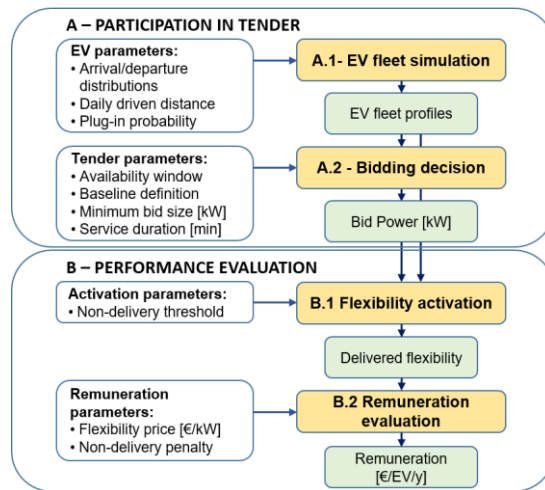 A – PARTICIPATION IN TENDER
EV parameters:
• Arrival/departure
distributions
• Daily driven distance
• Plug-in probability
A.1- EV fleet simulation
EV fleet profiles
Tender parameters:
• Availability window
• Baseline definition
• Minimum bid size [kW]
• Service duration [min]
A.2 - Bidding decision
Bid Power [kW]
B – PERFORMANCE EVALUATION
Activation parameters:
• Non-delivery threshold
B.1 Flexibility activation
Delivered flexibility
Remuneration
parameters:
• Flexibility price [€/kW]
• Non-delivery penalty
B.2 Remuneration
evaluation
Remuneration
[€/EV/y]